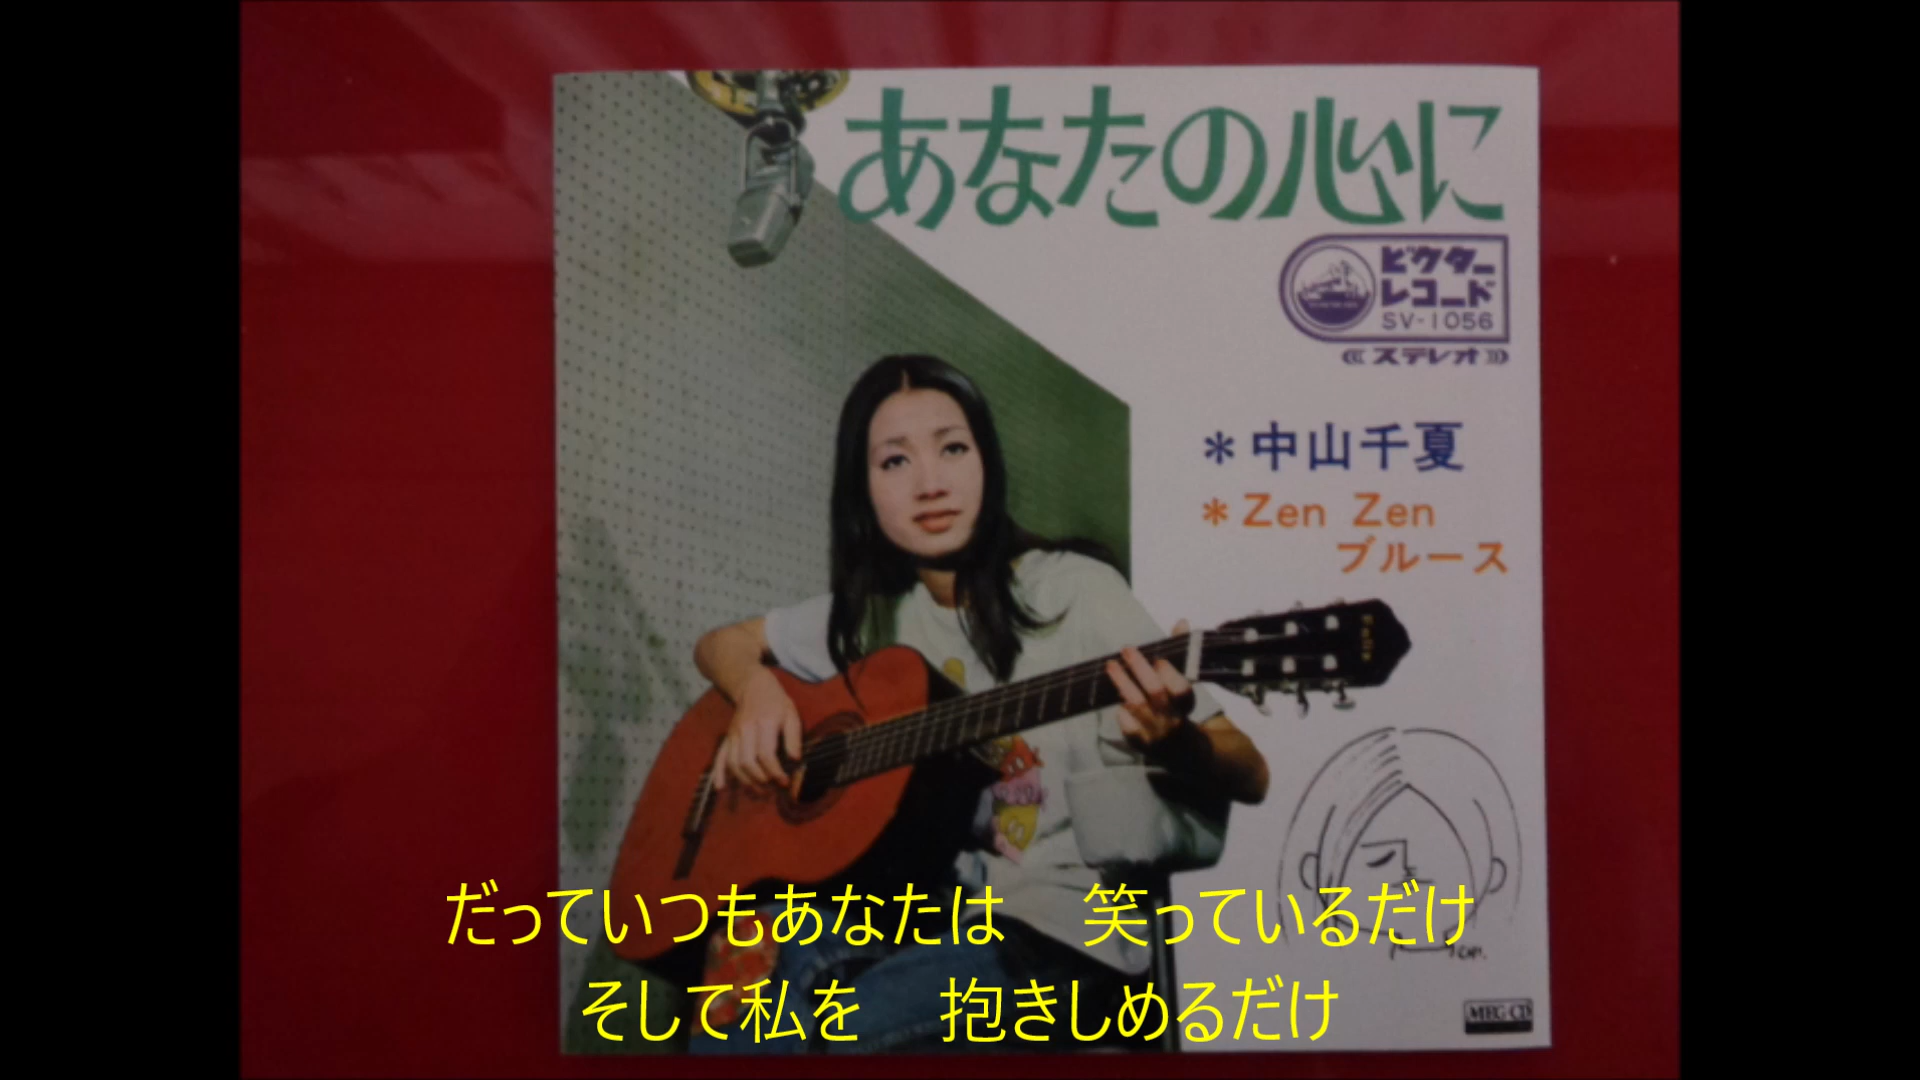 あなたの心に
ビクター
レコード
SV-1056
ステレオ
＊中山千夏
＊Zen Zen
ブルース
だっていつもあなたは　笑っているだけ
そして私を　抱きしめるだけ
MEG-CD